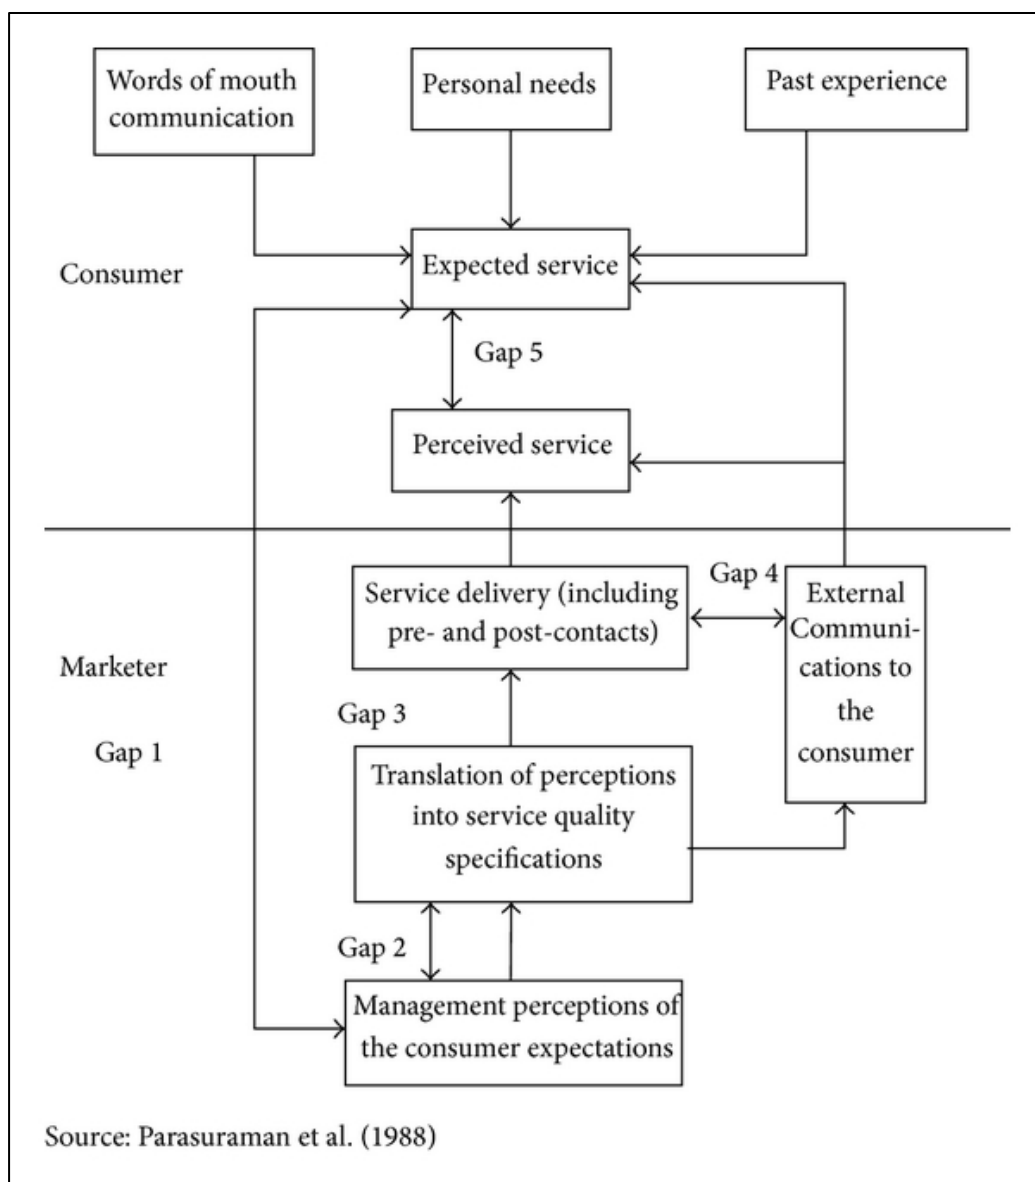 Words of mouth
communication
Personal needs
Past experience
Consumer
Expected service
Gap 5
Perceived service
Service delivery (including
pre- and post-contacts)
Gap 4
External
Communi-
cations to
the
consumer
Marketer
Gap 3
Gap 1
Translation of perceptions
into service quality
specifications
Gap 2
Management perceptions of
the consumer expectations
Source: Parasuraman et al. (1988)